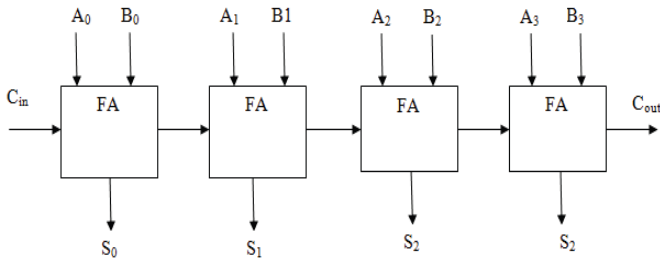 A₀ B₀ A₁ B1 A₂ B₂ A₃ B₃
Cᵢₙ FA FA FA FA Cₒᵤₜ
S₀ S₁ S₂ S₂